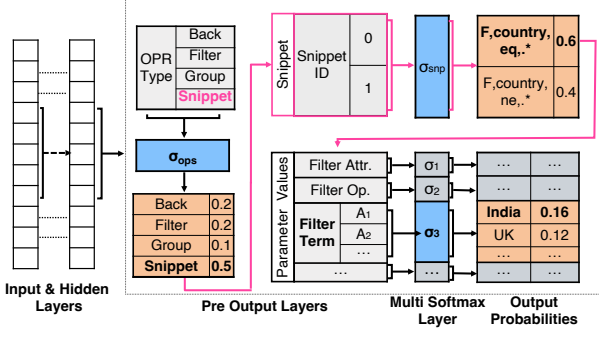 OPR
Type
Back
Filter
Group
Snippet
σops
Back 0.2
Filter 0.2
Group 0.1
Snippet 0.5
Snippet
Snippet
ID
0
1
σsnp
F,country,
eq,.*
0.6
F,country,
ne,.*
0.4
Parameter Values
Filter Attr.
Filter Op.
Filter
Term
A1
A2
...
...
σ1
σ2
σ3
...
... ...
... ...
India 0.16
UK 0.12
... ...
... ...
Input & Hidden
Layers
Pre Output Layers
Multi Softmax
Layer
Output
Probabilities